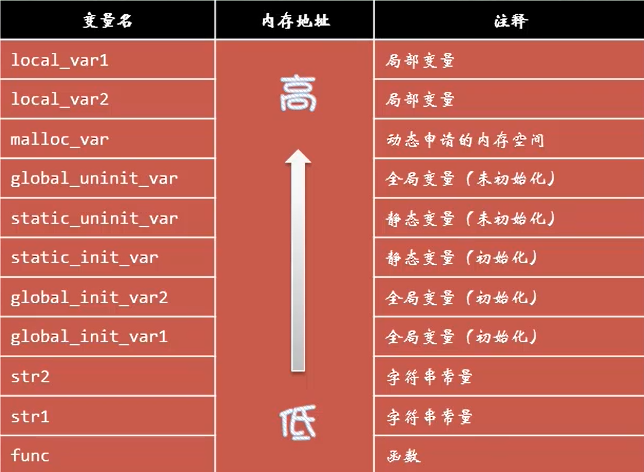 变量名 内存地址 注释
local_var1 局部变量
高
local_var2 局部变量
malloc_var 动态申请的内存空间
global_uninit_var 全局变量（未初始化）
static_uninit_var 静态变量（未初始化）
static_init_var 静态变量（初始化）
global_init_var2 全局变量（初始化）
global_init_var1 全局变量（初始化）
str2 字符串常量
str1 低 字符串常量
func 函数